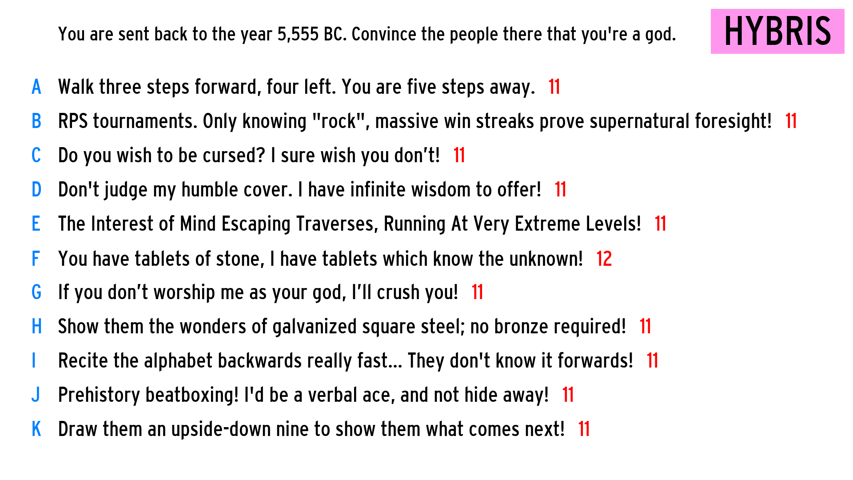 You are sent back to the year 5,555 BC. Convince the people there that you're a god.
HYBRIS
A Walk three steps forward, four left. You are five steps away. 11
B RPS tournaments. Only knowing "rock", massive win streaks prove supernatural foresight! 11
C Do you wish to be cursed? I sure wish you don’t! 11
D Don't judge my humble cover. I have infinite wisdom to offer! 11
E The Interest of Mind Escaping Traverses, Running At Very Extreme Levels! 11
F You have tablets of stone, I have tablets which know the unknown! 12
G If you don’t worship me as your god, I’ll crush you! 11
H Show them the wonders of galvanized square steel; no bronze required! 11
I Recite the alphabet backwards really fast... They don't know it forwards! 11
J Prehistory beatboxing! I'd be a verbal ace, and not hide away! 11
K Draw them an upside-down nine to show them what comes next! 11